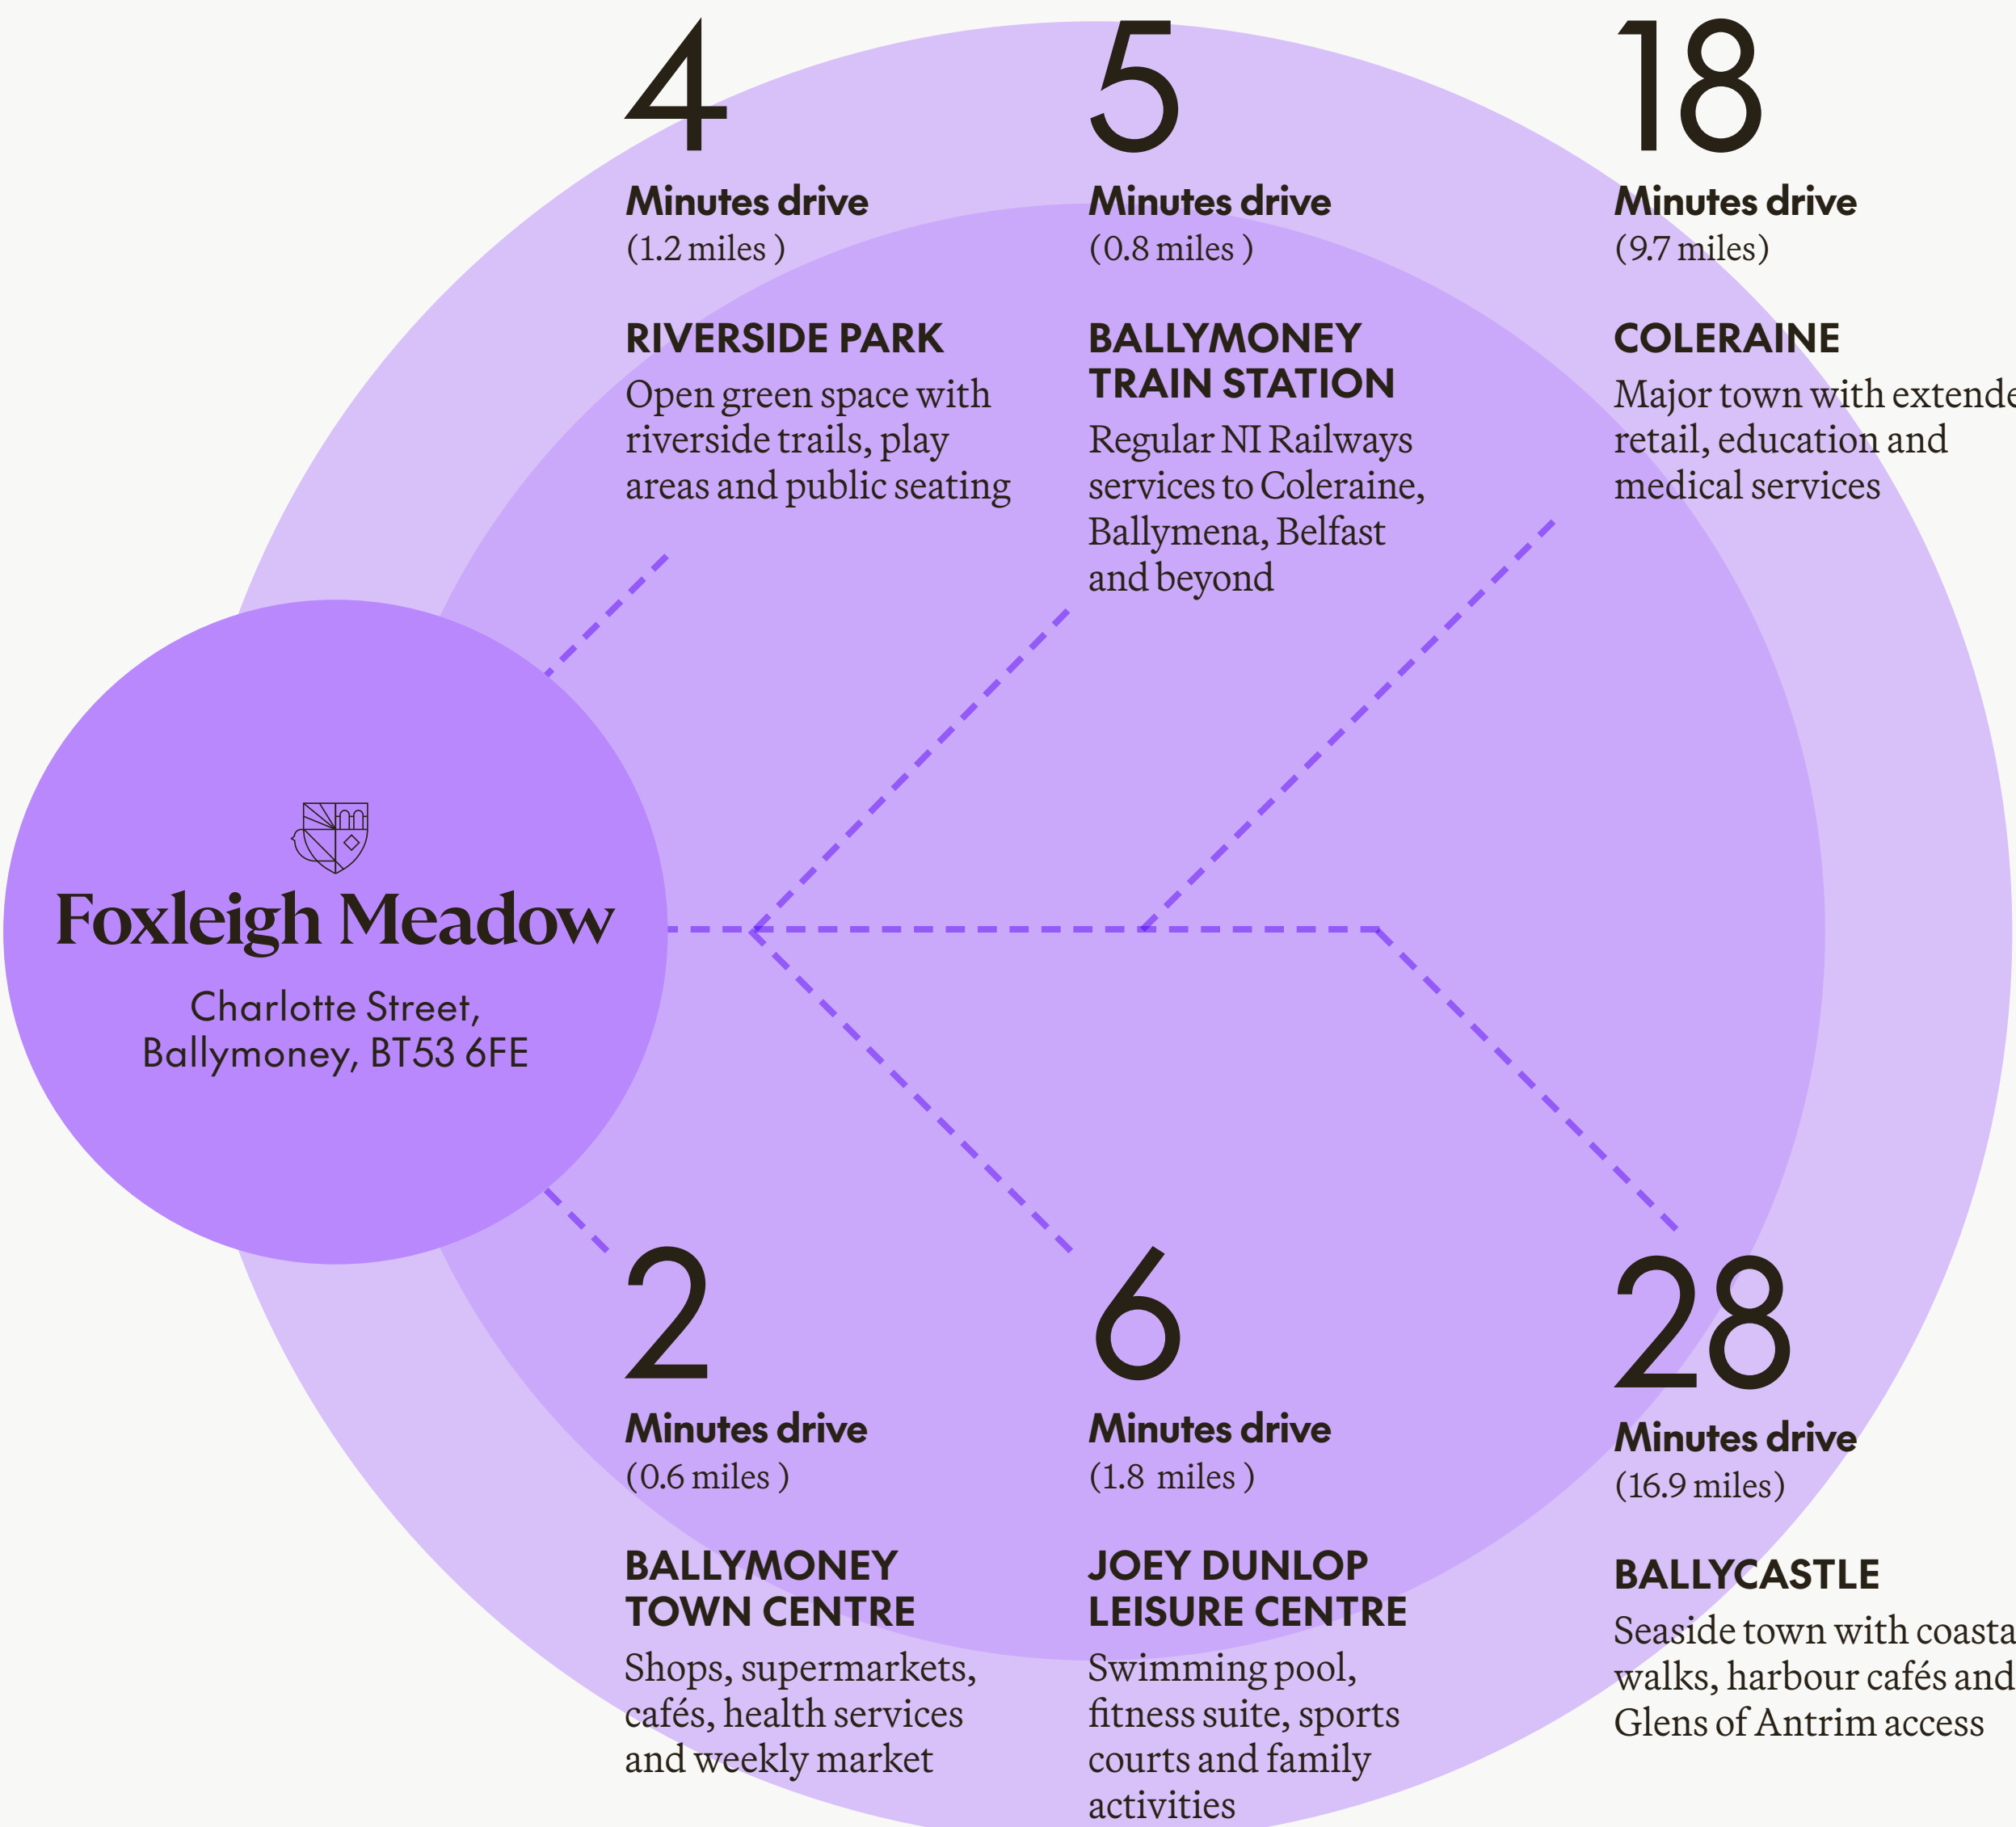 4
Minutes drive
(1.2 miles )
RIVERSIDE PARK
Open green space with
riverside trails, play
areas and public seating
5
Minutes drive
(0.8 miles )
BALLYMONEY
TRAIN STATION
Regular NI Railways
services to Coleraine,
Ballymena, Belfast
and beyond
18
Minutes drive
(9.7 miles)
COLERAINE
Major town with extende
retail, education and
medical services
Foxleigh Meadow
Charlotte Street,
Ballymoney, BT53 6FE
2
Minutes drive
(0.6 miles )
BALLYMONEY
TOWN CENTRE
Shops, supermarkets,
cafés, health services
and weekly market
6
Minutes drive
(1.8 miles )
JOEY DUNLOP
LEISURE CENTRE
Swimming pool,
fitness suite, sports
courts and family
activities
28
Minutes drive
(16.9 miles)
BALLYCASTLE
Seaside town with coasta
walks, harbour cafés and
Glens of Antrim access